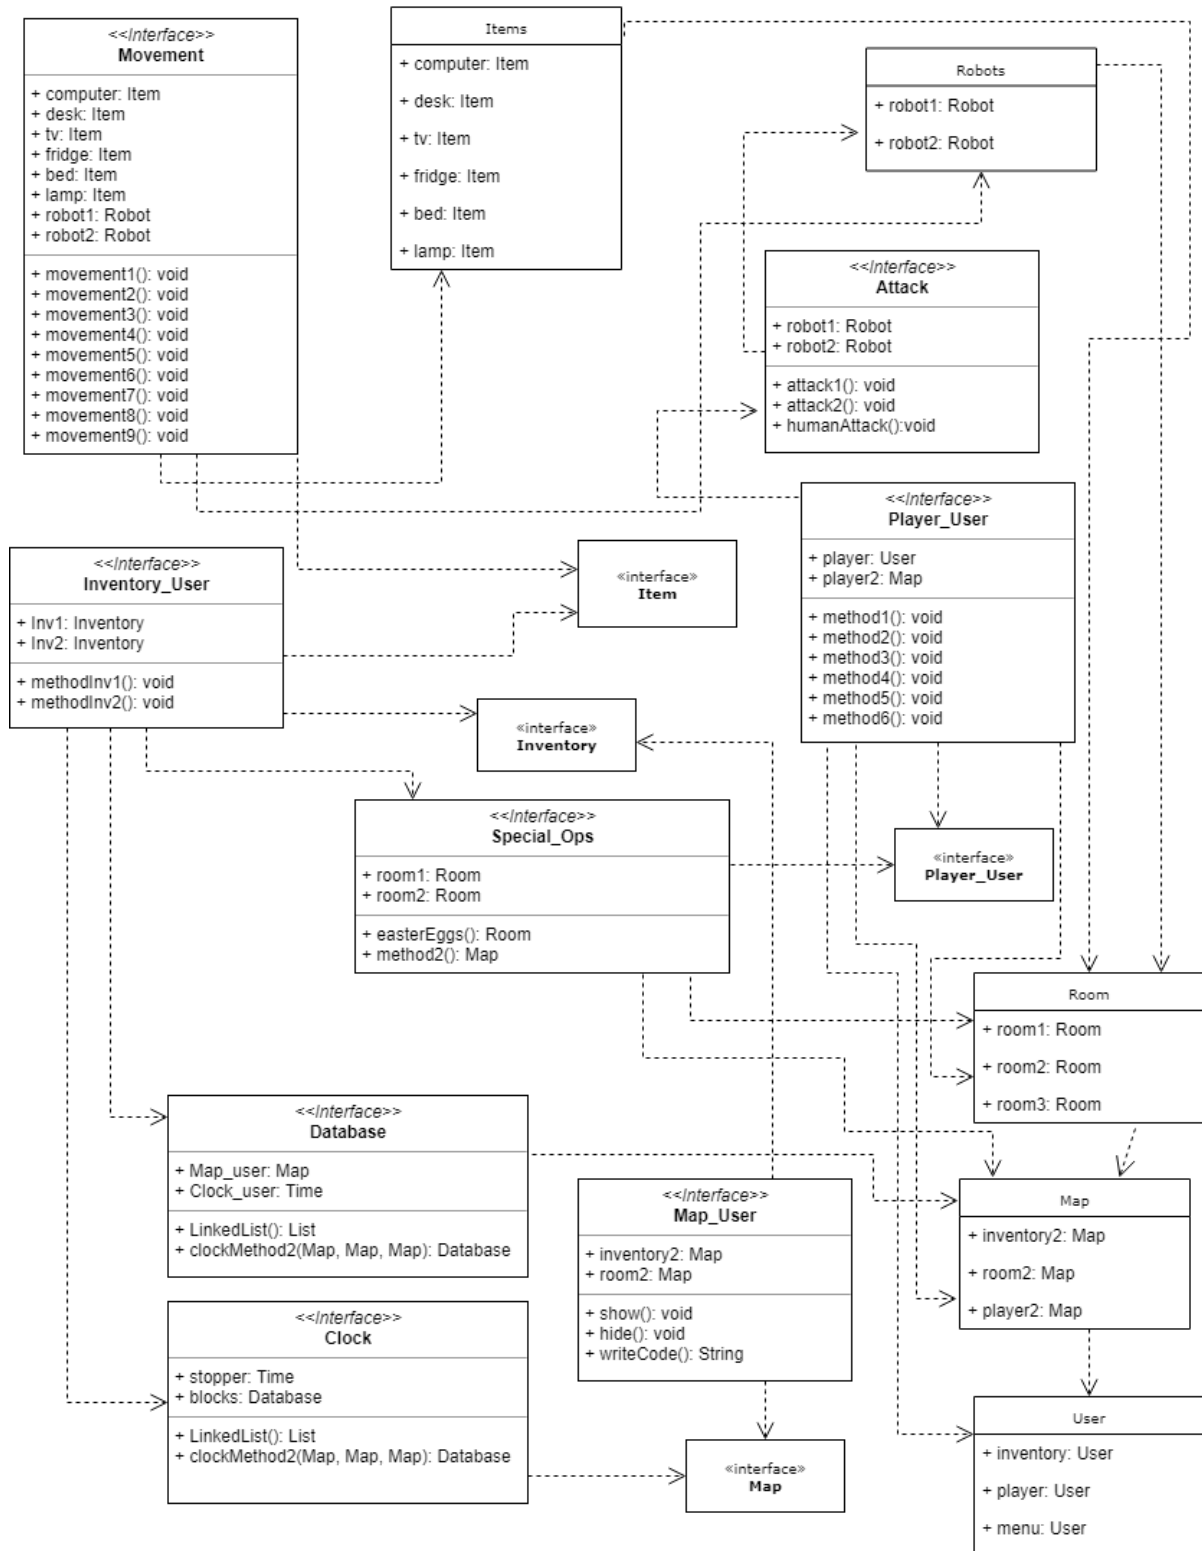 <<Interface>>
Movement
+ computer: Item
+ desk: Item
+ tv: Item
+ fridge: Item
+ bed: Item
+ lamp: Item
+ robot1: Robot
+ robot2: Robot
+ movement1(): void
+ movement2(): void
+ movement3(): void
+ movement4(): void
+ movement5(): void
+ movement6(): void
+ movement7(): void
+ movement8(): void
+ movement9(): void
Items
+ computer: Item
+ desk: Item
+ tv: Item
+ fridge: Item
+ bed: Item
+ lamp: Item
Robots
+ robot1: Robot
+ robot2: Robot
<<Interface>>
Attack
+ robot1: Robot
+ robot2: Robot
+ attack1(): void
+ attack2(): void
+ humanAttack():void
<<Interface>>
Player_User
+ player: User
+ player2: Map
+ method1(): void
+ method2(): void
+ method3(): void
+ method4(): void
+ method5(): void
+ method6(): void
<<Interface>>
Inventory_User
+ Inv1: Inventory
+ Inv2: Inventory
+ methodInv1(): void
+ methodInv2(): void
«interface»
Item
«interface»
Inventory
<<Interface>>
Special_Ops
+ room1: Room
+ room2: Room
+ easterEggs(): Room
+ method2(): Map
«interface»
Player_User
Room
+ room1: Room
+ room2: Room
+ room3: Room
<<Interface>>
Database
+ Map_user: Map
+ Clock_user: Time
+ LinkedList(): List
+ clockMethod2(Map, Map, Map): Database
<<Interface>>
Map_User
+ inventory2: Map
+ room2: Map
+ show(): void
+ hide(): void
+ writeCode(): String
Map
+ inventory2: Map
+ room2: Map
+ player2: Map
<<Interface>>
Clock
+ stopper: Time
+ blocks: Database
+ LinkedList(): List
+ clockMethod2(Map, Map, Map): Database
«interface»
Map
User
+ inventory: User
+ player: User
+ menu: User